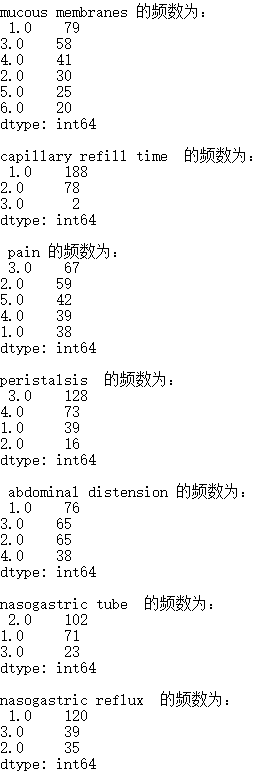 mucous membranes 的频数为:
1.0 79
3.0 58
4.0 41
2.0 30
5.0 25
6.0 20
dtype: int64
capillary refill time 的频数为:
1.0 188
2.0 78
3.0 2
dtype: int64
pain 的频数为:
3.0 67
2.0 59
5.0 42
4.0 39
1.0 38
dtype: int64
peristalsis 的频数为:
3.0 128
4.0 73
1.0 39
2.0 16
dtype: int64
abdominal distension 的频数为:
1.0 76
3.0 65
2.0 65
4.0 38
dtype: int64
nasogastric tube 的频数为:
2.0 102
1.0 71
3.0 23
dtype: int64
nasogastric reflux 的频数为:
1.0 120
3.0 39
2.0 35
dtype: int64